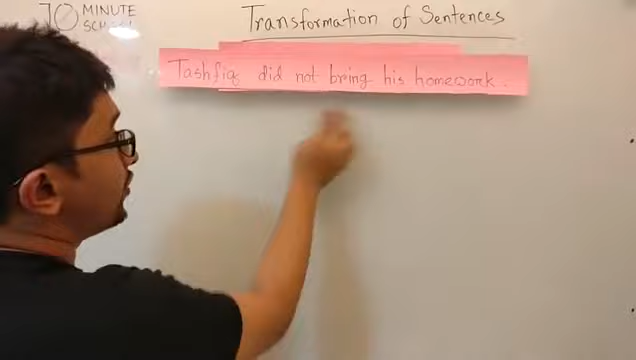 10 MINUTE
SCHOOL
Transformation of Sentences
Tashfiq did not bring his homework.